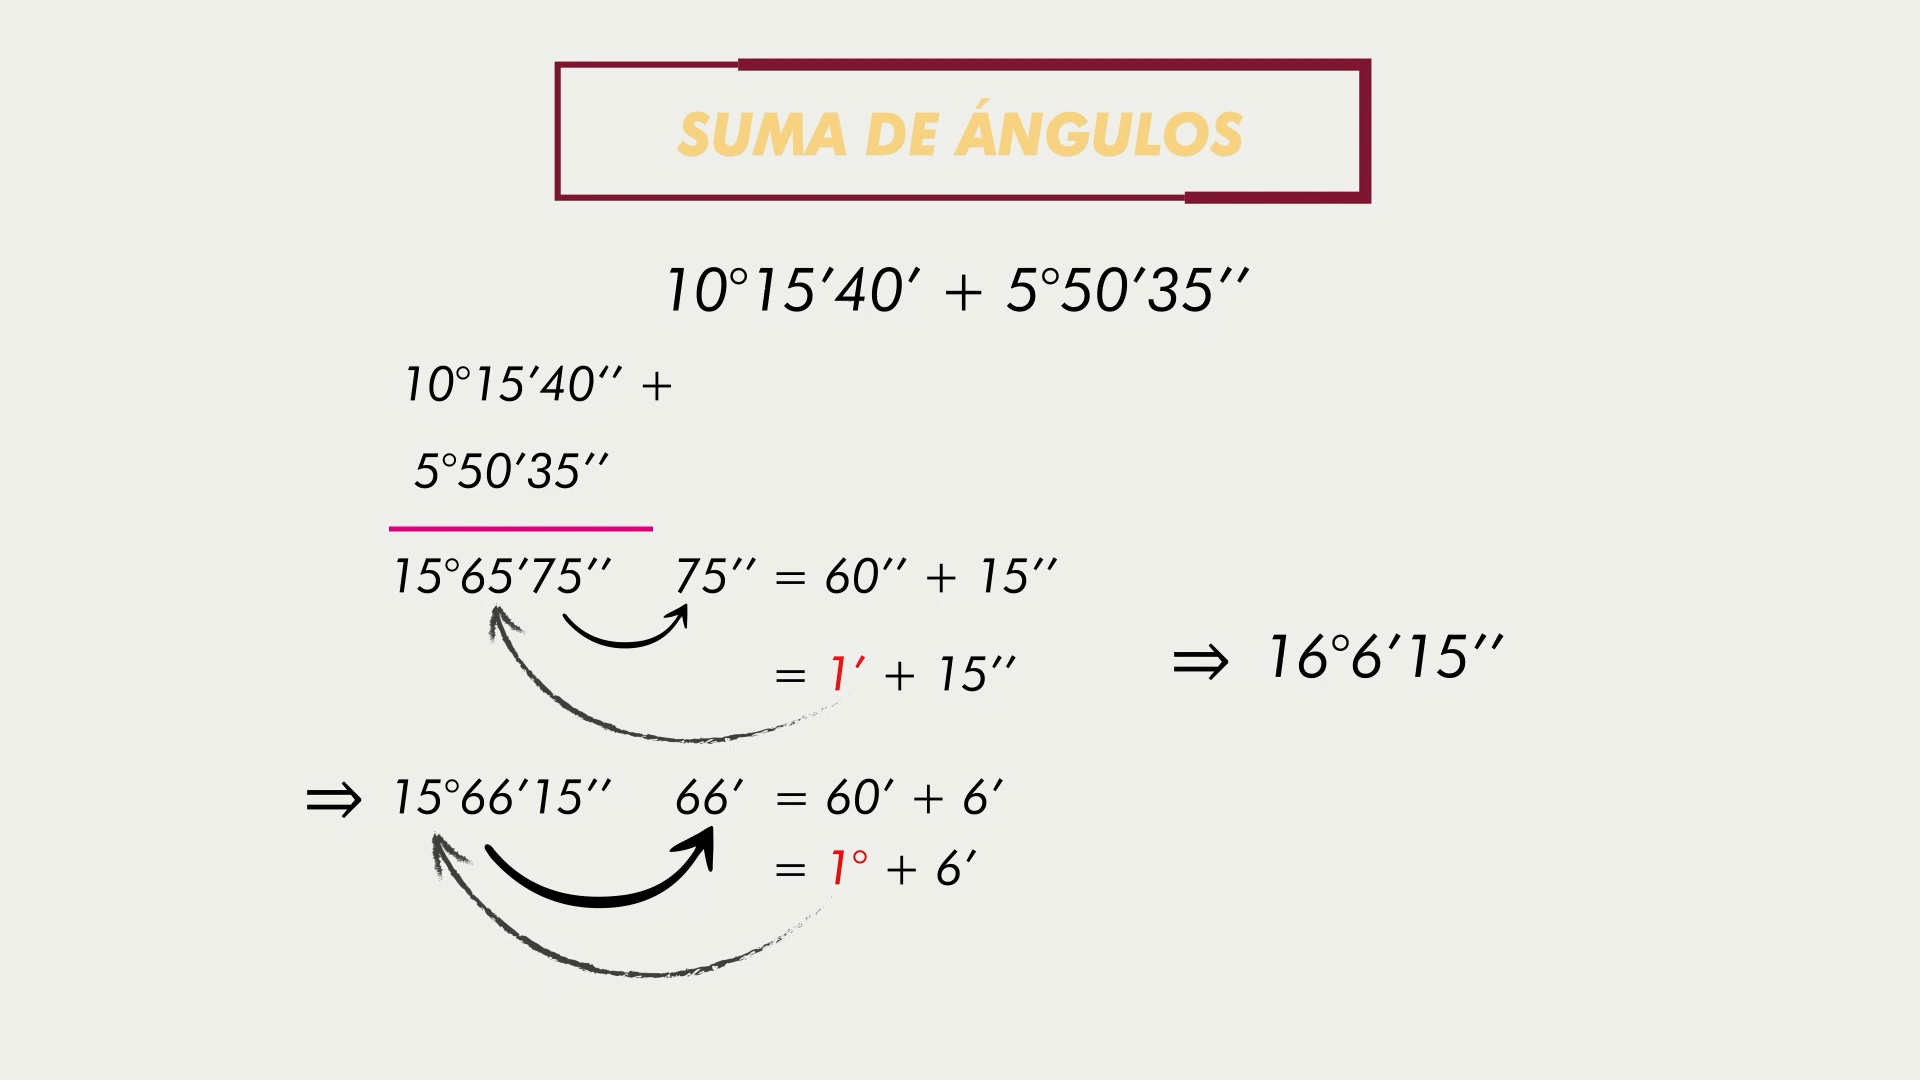 SUMA DE ÁNGULOS
10°15’40’ + 5°50’35’’
10°15’40’’ +
5°50’35’’
15°65’75’’ 75’’ = 60’’ + 15’’
= 1’ + 15’’
⇒ 16°6’15’’
⇒ 15°66’15’’ 66’ = 60’ + 6’
= 1° + 6’